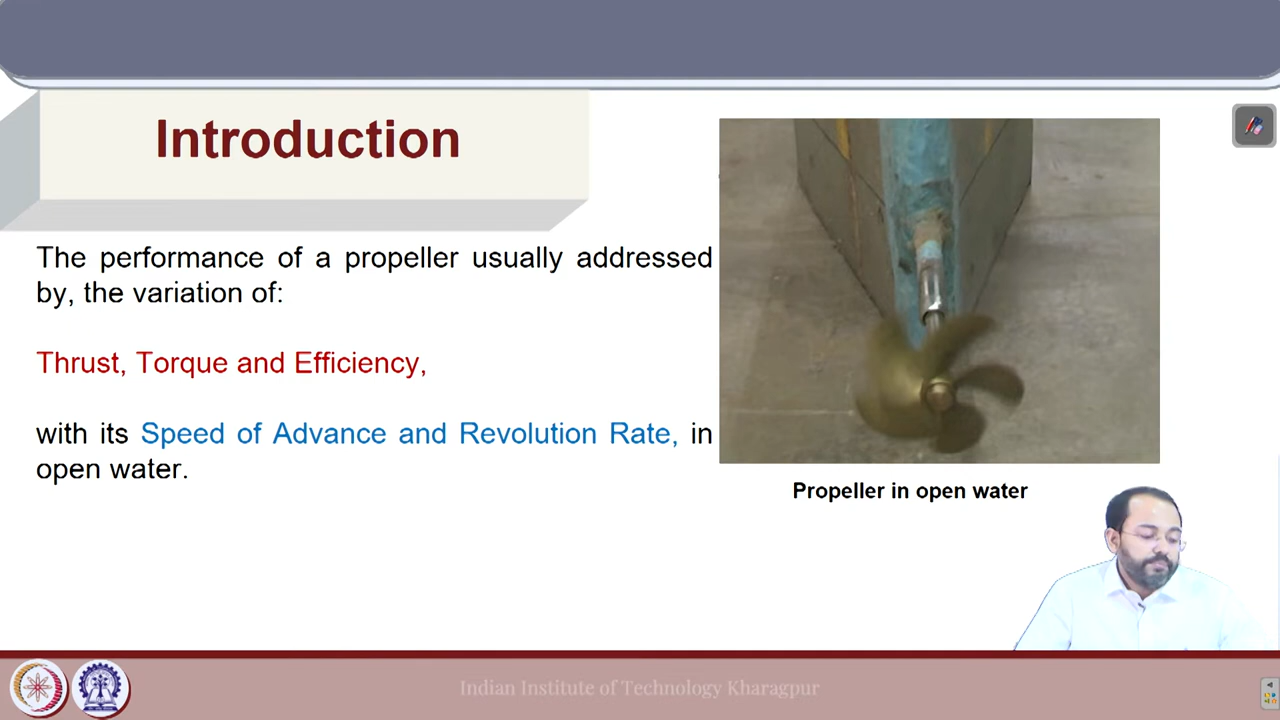 Introduction
The performance of a propeller usually addressed
by, the variation of:
Thrust, Torque and Efficiency,
with its Speed of Advance and Revolution Rate, in
open water.
Propeller in open water
Indian Institute of Technology Kharagpur